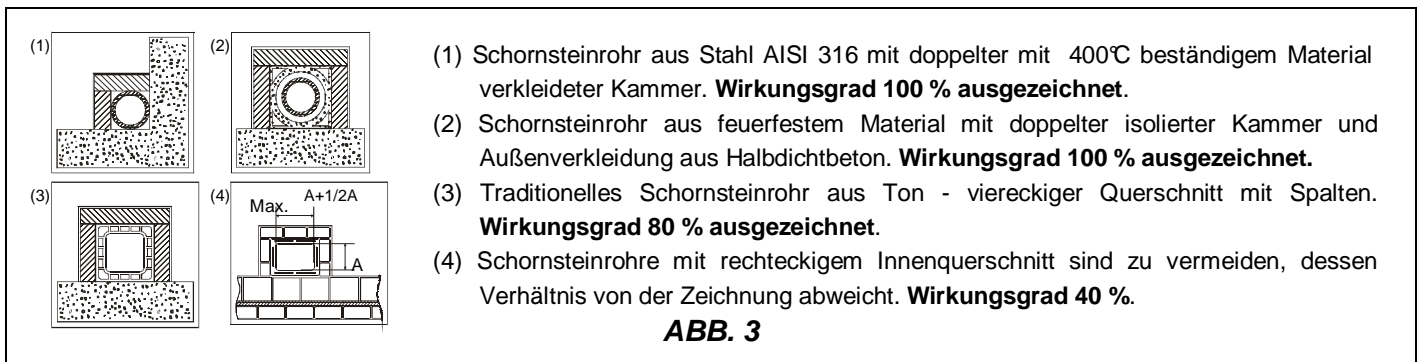 (1)
(2)
(3)
(4)
Max.
A+1/2A
A
(1) Schornsteinrohr aus Stahl AISI 316 mit doppelter mit 400°C beständigem Material
verkleideter Kammer. Wirkungsgrad 100 % ausgezeichnet.
(2) Schornsteinrohr aus feuerfestem Material mit doppelter isolierter Kammer und
Außenverkleidung aus Halbdichtbeton. Wirkungsgrad 100 % ausgezeichnet.
(3) Traditionelles Schornsteinrohr aus Ton - viereckiger Querschnitt mit Spalten.
Wirkungsgrad 80 % ausgezeichnet.
(4) Schornsteinrohre mit rechteckigem Innenquerschnitt sind zu vermeiden, dessen
Verhältnis von der Zeichnung abweicht. Wirkungsgrad 40 %.
ABB. 3